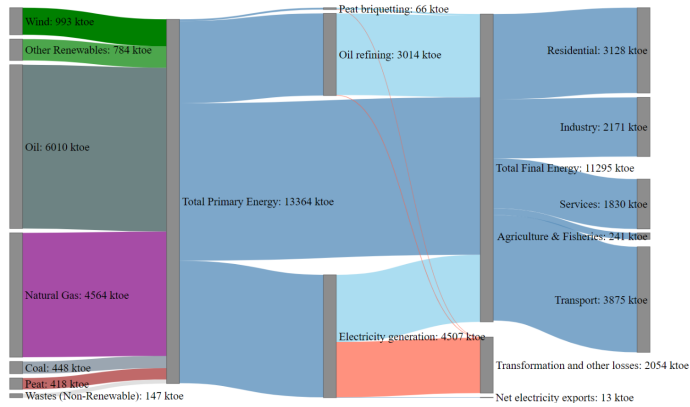 Wind: 993 ktoe
Other Renewables: 784 ktoe
Oil: 6010 ktoe
Natural Gas: 4564 ktoe
Coal: 448 ktoe
Peat: 418 ktoe
Wastes (Non-Renewable): 147 ktoe
Total Primary Energy: 13364 ktoe
Peat briquetting: 66 ktoe
Oil refining: 3014 ktoe
Electricity generation: 4507 ktoe
Residential: 3128 ktoe
Industry: 2171 ktoe
Total Final Energy: 11295 ktoe
Services: 1830 ktoe
Agriculture & Fisheries: 241 ktoe
Transport: 3875 ktoe
Transformation and other losses: 2054 ktoe
Net electricity exports: 13 ktoe